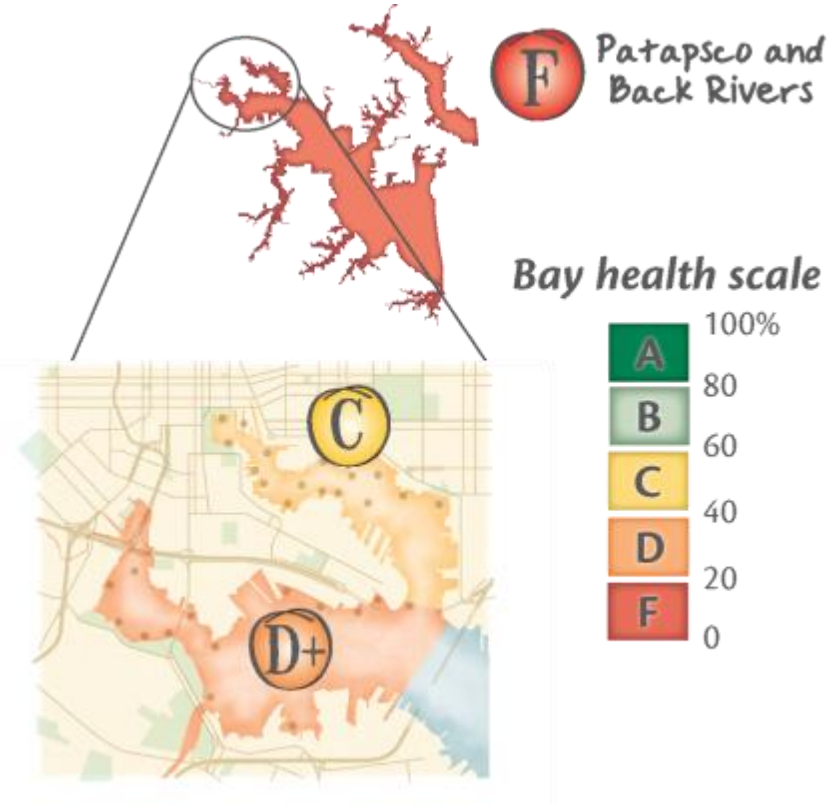 F
Patapsco and
Back Rivers
Bay health scale
100%
A
80
B
60
C
40
D
20
F
0
C
D+